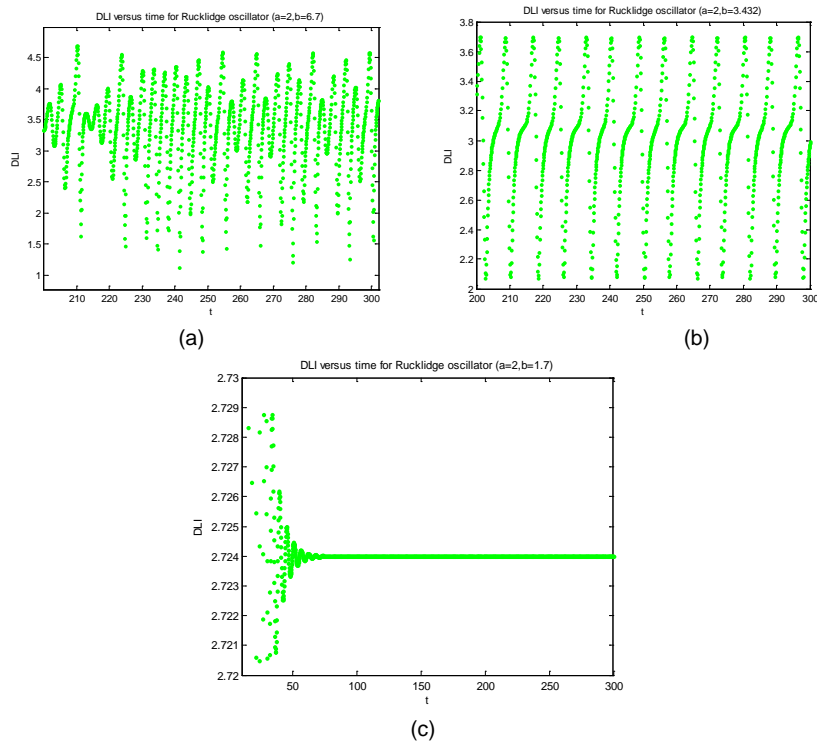 DLI versus time for Rucklidge oscillator (a=2,b=6.7)
4.5
4
3.5
3
2.5
2
1.5
1
DLI
210 220 230 240 250 260 270 280 290 300
t
(a)
DLI versus time for Rucklidge oscillator (a=2,b=3.432)
3.8
3.6
3.4
3.2
3
2.8
2.6
2.4
2.2
2
DLI
200 210 220 230 240 250 260 270 280 290 300
t
(b)
DLI versus time for Rucklidge oscillator (a=2,b=1.7)
2.73
2.729
2.728
2.727
2.726
2.725
2.724
2.723
2.722
2.721
2.72
DLI
50 100 150 200 250 300
t
(c)